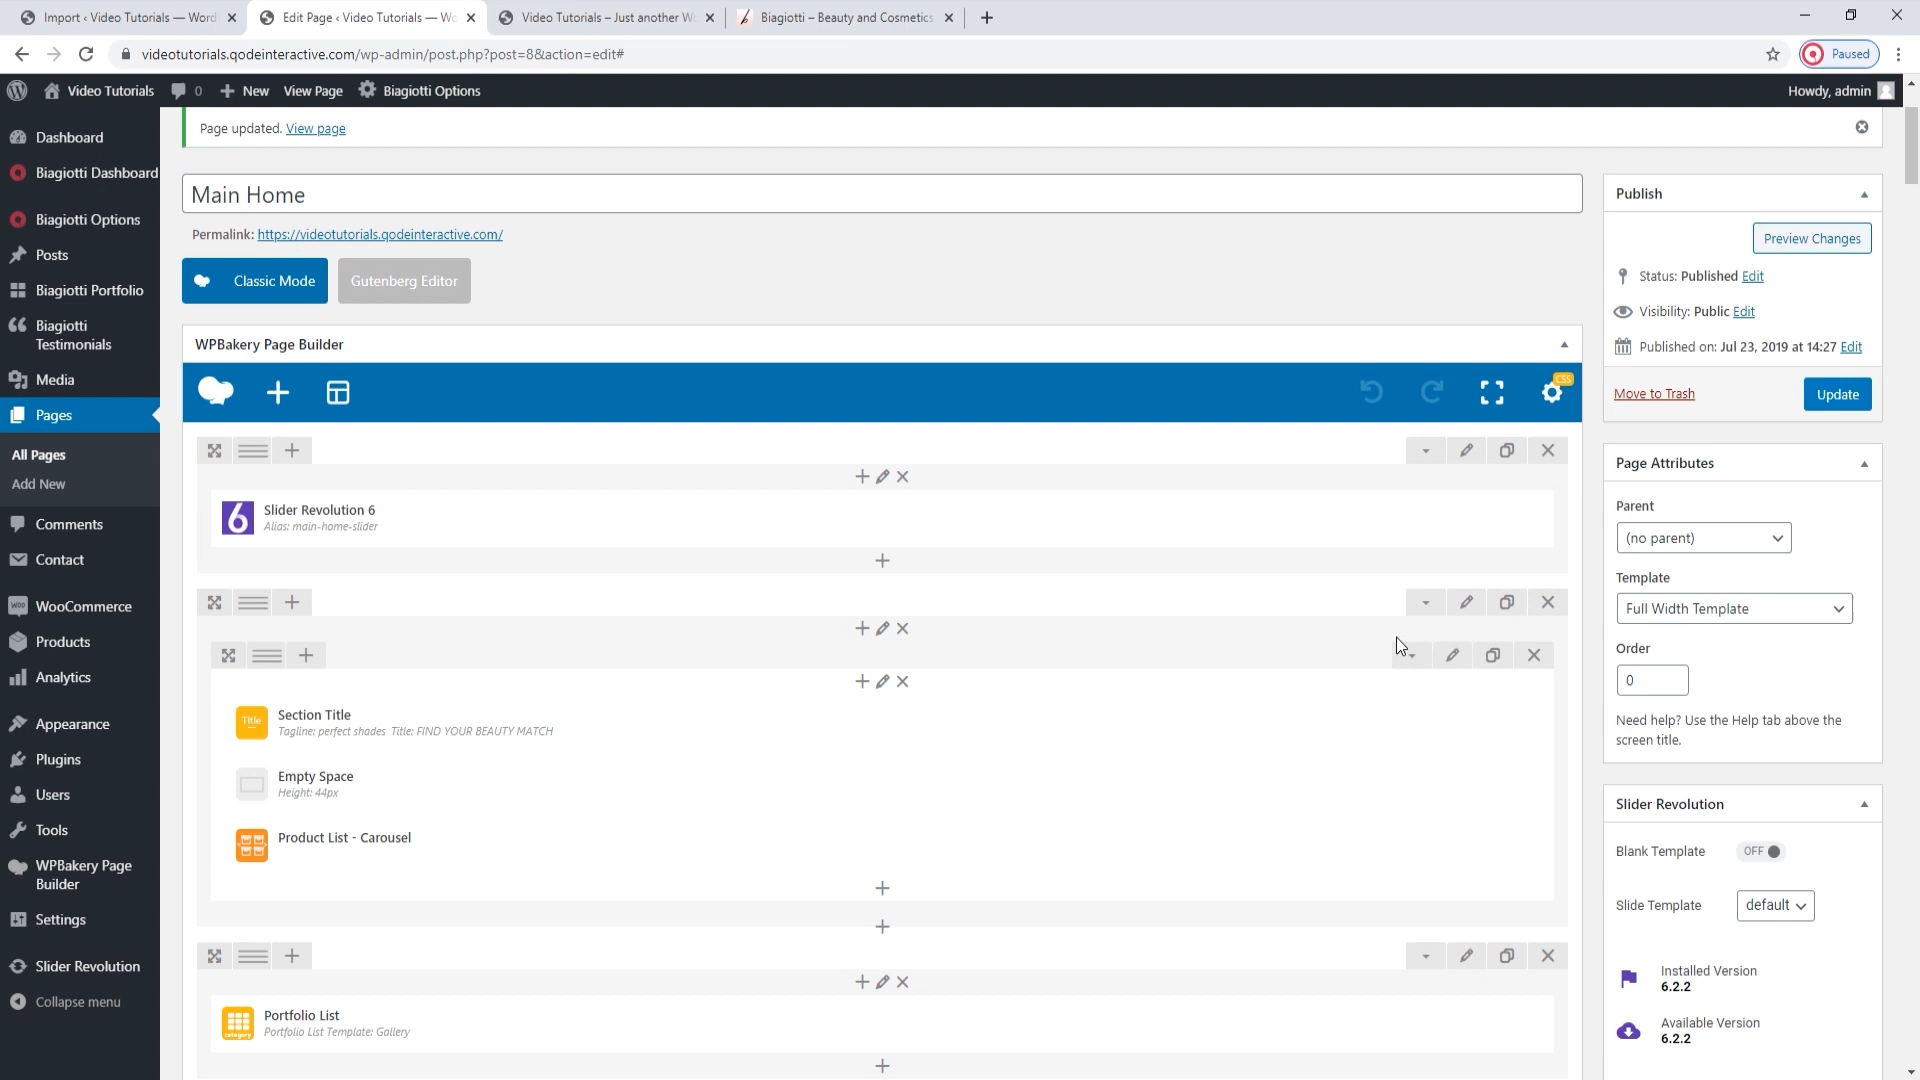 Import ‹ Video Tutorials — Word
Edit Page ‹ Video Tutorials — Wo
Video Tutorials – Just another Wo
Biagiotti – Beauty and Cosmetics
videotutorials.qodeinteractive.com/wp-admin/post.php?post=8&action=edit#
Paused
Video Tutorials
0
New
View Page
Biagiotti Options
Howdy, admin
Dashboard
Biagiotti Dashboard
Biagiotti Options
Posts
Biagiotti Portfolio
Biagiotti
Testimonials
Media
Pages
All Pages
Add New
Comments
Contact
WooCommerce
Products
Analytics
Appearance
Plugins
Users
Tools
WPBakery Page
Builder
Settings
Slider Revolution
Collapse menu
Page updated. View page
Main Home
Permalink: https://videotutorials.qodeinteractive.com/
Classic Mode
Gutenberg Editor
WPBakery Page Builder
CSS
6
Slider Revolution 6
Alias: main-home-slider
Title
Section Title
Tagline: perfect shades Title: FIND YOUR BEAUTY MATCH
Empty Space
Height: 44px
Product List - Carousel
category
Portfolio List
Portfolio List Template: Gallery
Publish
Preview Changes
Status: Published Edit
Visibility: Public Edit
Published on: Jul 23, 2019 at 14:27 Edit
Move to Trash
Update
Page Attributes
Parent
(no parent)
Template
Full Width Template
Order
0
Need help? Use the Help tab above the
screen title.
Slider Revolution
Blank Template
OFF
Slide Template
default
Installed Version
6.2.2
Available Version
6.2.2